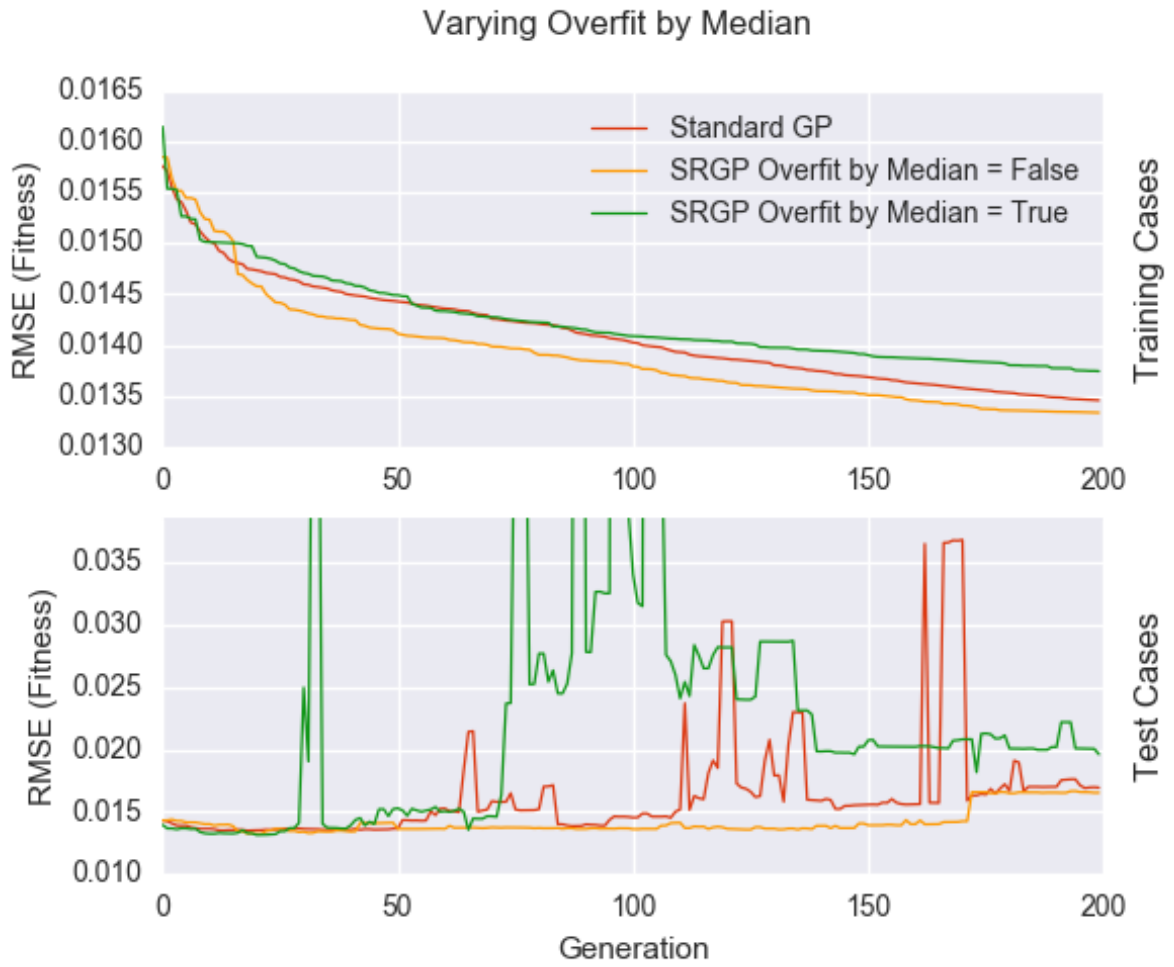 Varying Overfit by Median
0.0165
0.0160
0.0155
0.0150
0.0145
0.0140
0.0135
0.0130
RMSE (Fitness)
Standard GP
SRGP Overfit by Median = False
SRGP Overfit by Median = True
Training Cases
0 50 100 150 200
0.035
0.030
0.025
0.020
0.015
0.010
RMSE (Fitness)
Test Cases
0 50 100 150 200
Generation